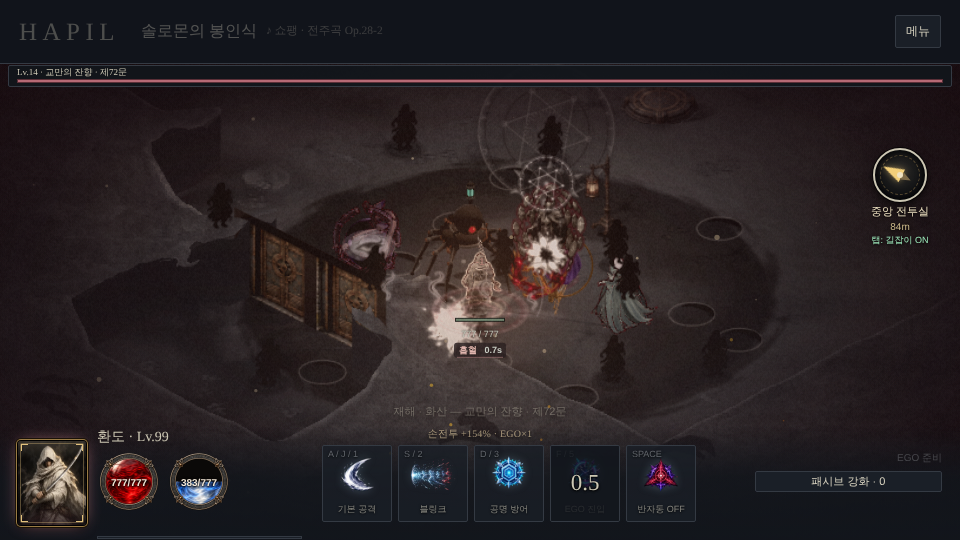 HAPIL
솔로몬의 봉인식 ♪ 쇼팽 · 전주곡 Op.28-2
메뉴
Lv.14 · 교만의 잔향 · 제72문
중앙 전투실
84m
탭: 길잡이 ON
/ 777
흡혈 0.7s
재해 · 화산 — 교만의 잔향 · 제72문
손전투 +154% · EGO×1
환도 · Lv.99
777/777
383/777
A / J / 1
기본 공격
S / 2
블링크
D / 3
공명 방어
0.5
EGO 진입
SPACE
반자동 OFF
EGO 준비
패시브 강화 · 0